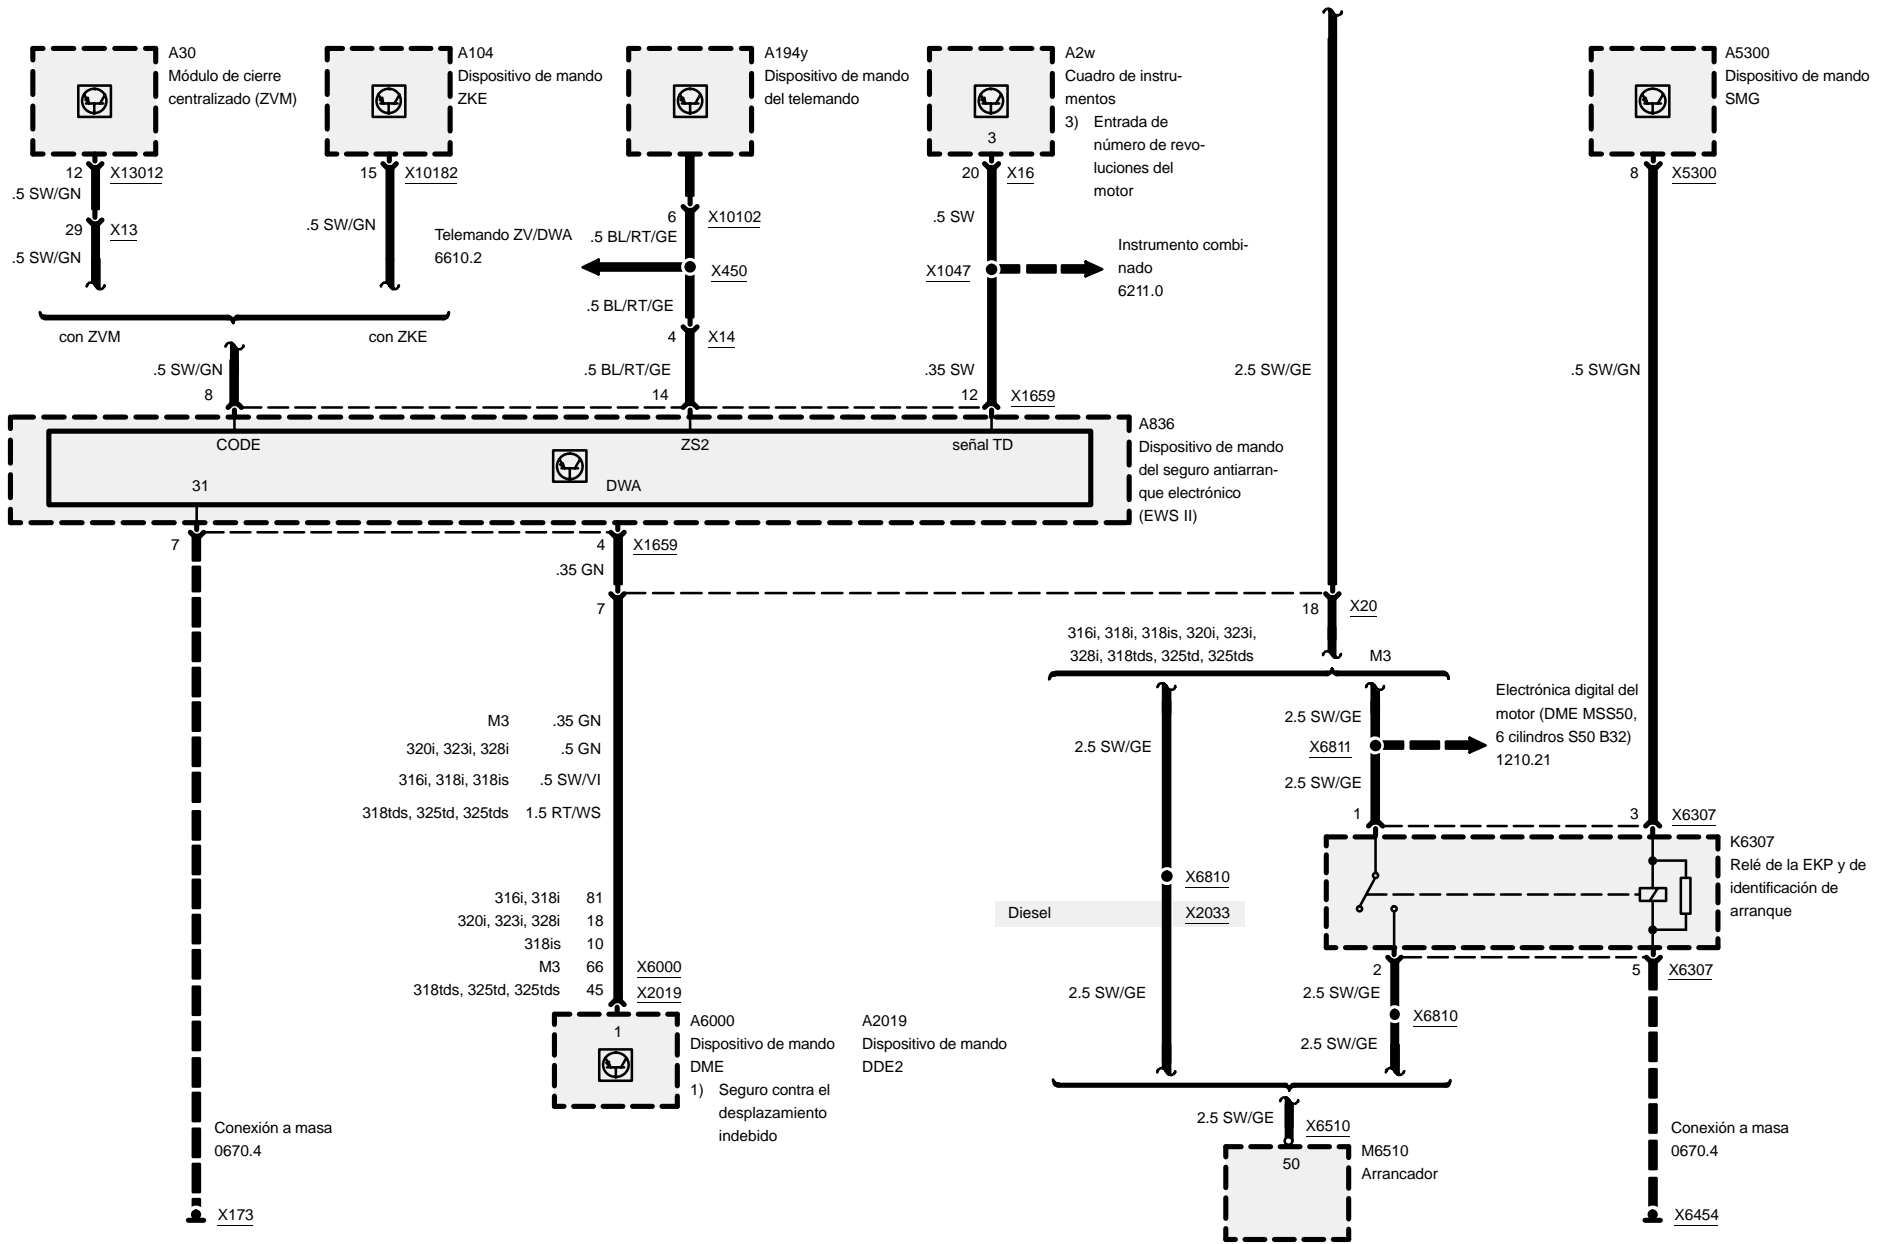 A30
Módulo de cierre
centralizado (ZVM)
A104
Dispositivo de mando
ZKE
A194y
Dispositivo de mando
del telemando
A2w
Cuadro de instru-
mentos
3) Entrada de
número de revo-
luciones del
motor
3
A5300
Dispositivo de mando
SMG
12 X13012
.5 SW/GN
29 X13
.5 SW/GN
15 X10182
.5 SW/GN
6 X10102
.5 BL/RT/GE
Telemando ZV/DWA
6610.2
X450
.5 BL/RT/GE
4 X14
.5 BL/RT/GE
20 X16
.5 SW
X1047
Instrumento combi-
nado
6211.0
.35 SW
8 X5300
con ZVM
con ZKE
.5 SW/GN
2.5 SW/GE
.5 SW/GN
8
14
12 X1659
A836
Dispositivo de mando
del seguro antiarran-
que electrónico
(EWS II)
CODE
ZS2
señal TD
31
DWA
7
4 X1659
.35 GN
7
18 X20
316i, 318i, 318is, 320i, 323i,
328i, 318tds, 325td, 325tds
M3
M3 .35 GN
320i, 323i, 328i .5 GN
316i, 318i, 318is .5 SW/VI
318tds, 325td, 325tds 1.5 RT/WS
2.5 SW/GE
2.5 SW/GE
X6811
2.5 SW/GE
Electrónica digital del
motor (DME MSS50,
6 cilindros S50 B32)
1210.21
1
3 X6307
K6307
Relé de la EKP y de
identificación de
arranque
X6810
Diesel X2033
316i, 318i 81
320i, 323i, 328i 18
318is 10
M3 66 X6000
318tds, 325td, 325tds 45 X2019
2
5 X6307
2.5 SW/GE
2.5 SW/GE
X6810
2.5 SW/GE
1
A6000
Dispositivo de mando
DME
1) Seguro contra el
desplazamiento
indebido
A2019
Dispositivo de mando
DDE2
2.5 SW/GE
X6510
50
M6510
Arrancador
Conexión a masa
0670.4
X173
Conexión a masa
0670.4
X6454